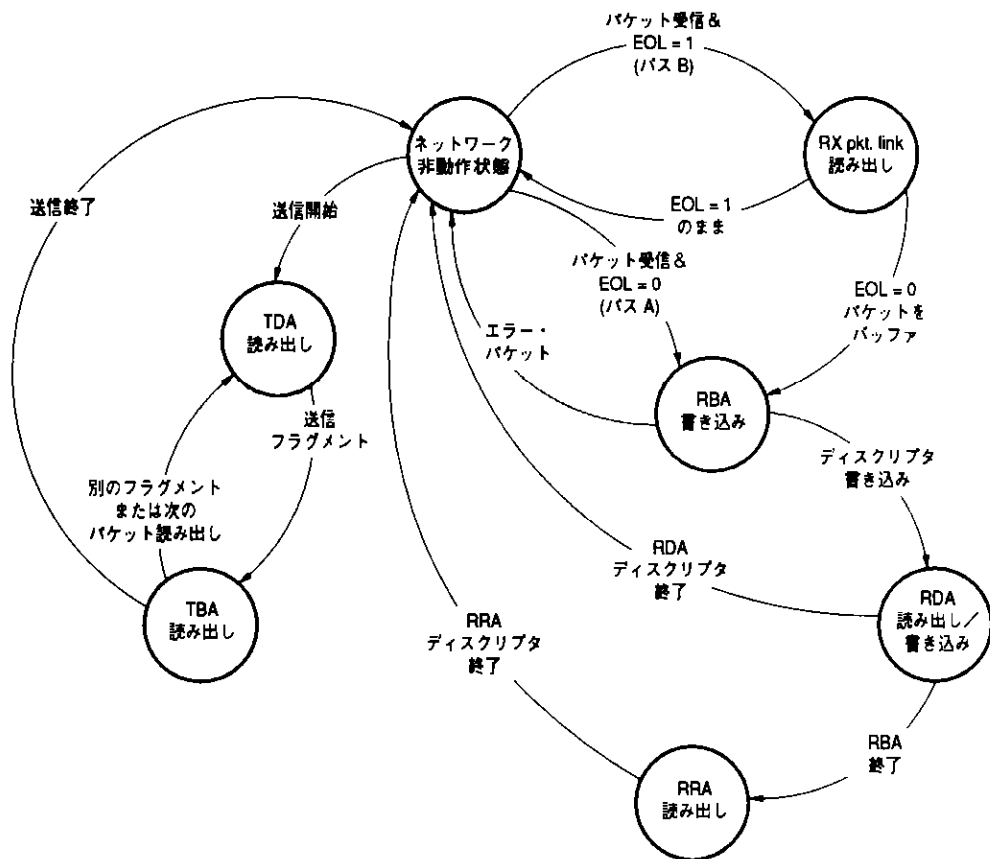 パケット受信＆
EOL = 1
(パス B)
ネットワーク
非動作状態
RX pkt. link
読み出し
送信終了
送信開始
EOL = 1
のまま
パケット受信＆
EOL = 0
(パス A)
EOL = 0
パケットを
バッファ
TDA
読み出し
エラー・
パケット
RBA
書き込み
送信
フラグメント
ディスクリプタ
書き込み
別のフラグメント
または次の
パケット読み出し
RDA
ディスクリプタ
終了
TBA
読み出し
RDA
読み出し／
書き込み
RRA
ディスクリプタ
終了
RBA
終了
RRA
読み出し